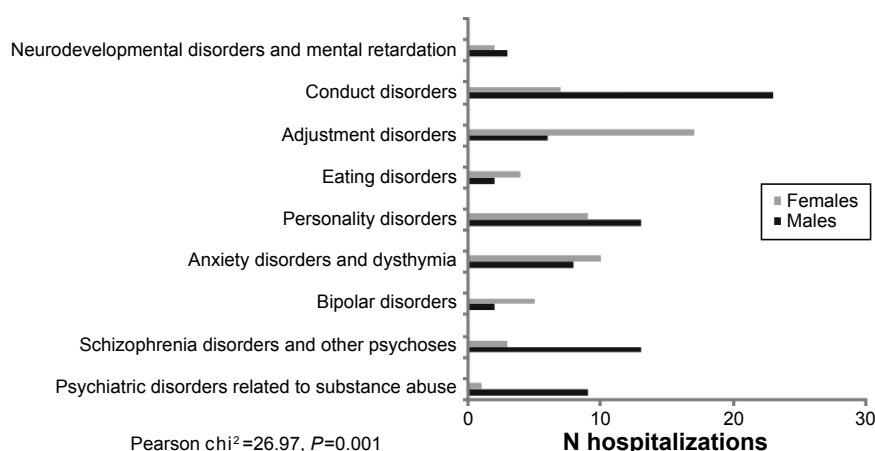 Neurodevelopmental disorders and mental retardation
Conduct disorders
Adjustment disorders
Eating disorders
Personality disorders
Anxiety disorders and dysthymia
Bipolar disorders
Schizophrenia disorders and other psychoses
Psychiatric disorders related to substance abuse
Females
Males
0 10 20 30
Pearson chi²=26.97, P=0.001
N hospitalizations